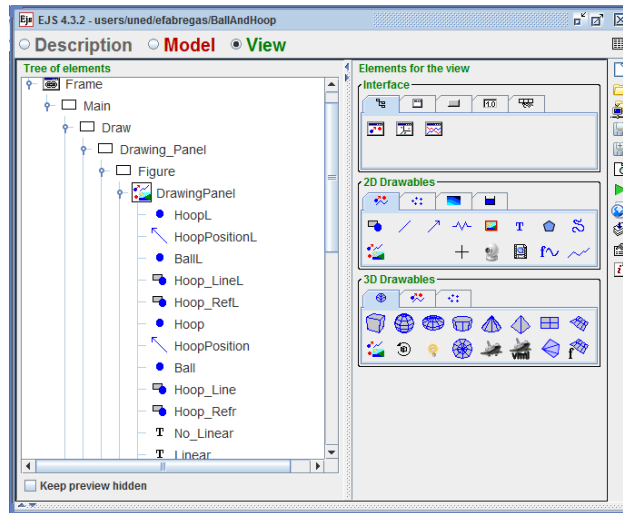 Ejs EJS 4.3.2 - users/uned/efabregas/BallAndHoop
Description Model View
Tree of elements
Frame
Main
Draw
Drawing_Panel
Figure
DrawingPanel
HoopL
HoopPositionL
BallL
Hoop_LineL
Hoop_RefL
Hoop
HoopPosition
Ball
Hoop_Line
Hoop_Refr
T No_Linear
T Linear
Keep preview hidden
Elements for the view
Interface
2D Drawables
T
3D Drawables
vrml
f